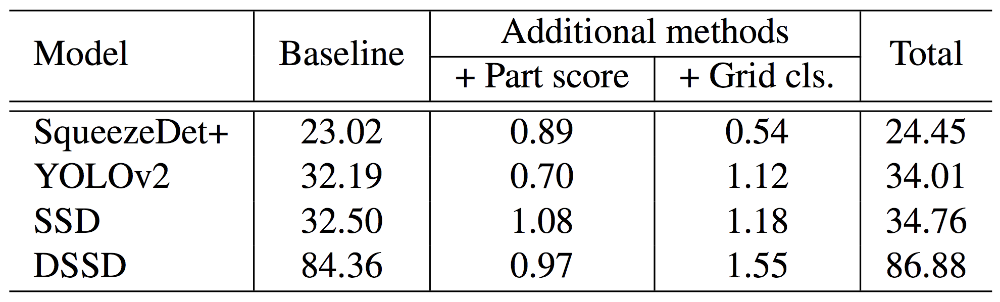 Model Baseline Additional methods Total
+ Part score + Grid cls.
SqueezeDet+ 23.02 0.89 0.54 24.45
YOLOv2 32.19 0.70 1.12 34.01
SSD 32.50 1.08 1.18 34.76
DSSD 84.36 0.97 1.55 86.88